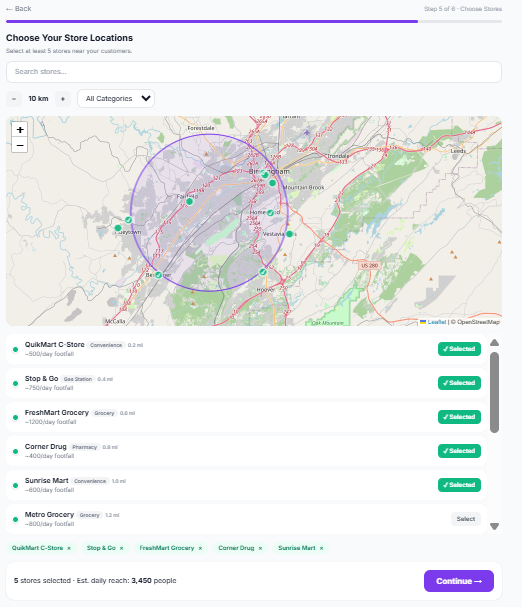 ← Back
Step 5 of 6 · Choose Stores
Choose Your Store Locations
Select at least 5 stores near your customers.
Search stores...
− 10 km + All Categories
+
−
Forestdale
Leeds
Irondale
Birmingham
Mountain Brook
Fairfield
Hueytown
Vestavia
Bessemer
Hoover
US 280
McCalla
Oak Mountain
Leaflet | © OpenStreetMap
QuikMart C-Store Convenience 0.2 mi
~500/day footfall
✓ Selected
Stop & Go Gas Station 0.4 mi
~750/day footfall
✓ Selected
FreshMart Grocery Grocery 0.6 mi
~1200/day footfall
✓ Selected
Corner Drug Pharmacy 0.8 mi
~400/day footfall
✓ Selected
Sunrise Mart Convenience 1.0 mi
~600/day footfall
✓ Selected
Metro Grocery Grocery 1.2 mi
~800/day footfall
Select
QuikMart C-Store × Stop & Go × FreshMart Grocery × Corner Drug × Sunrise Mart ×
5 stores selected · Est. daily reach: 3,450 people
Continue →